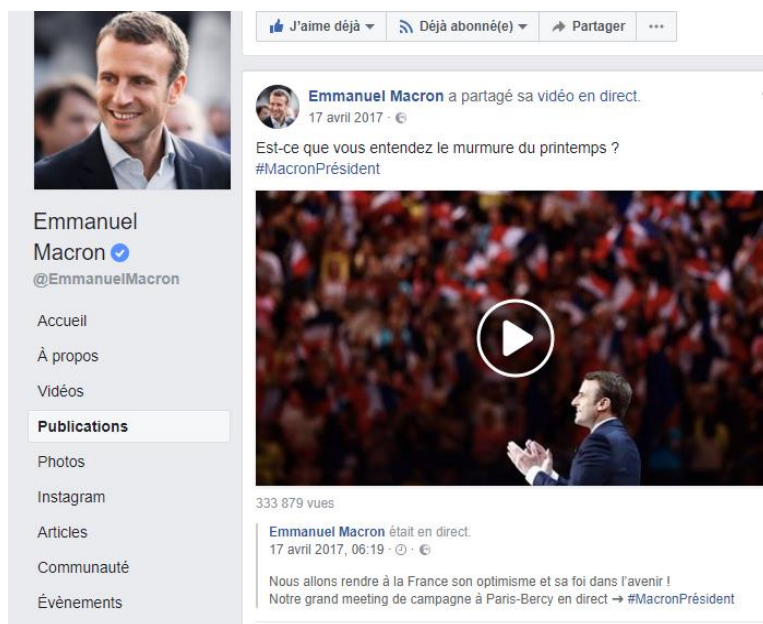 J'aime déjà
Déjà abonné(e)
Partager
Emmanuel
Macron
@EmmanuelMacron
Accueil
À propos
Vidéos
Publications
Photos
Instagram
Articles
Communauté
Évènements
Emmanuel Macron a partagé sa vidéo en direct.
17 avril 2017 ·
Est-ce que vous entendez le murmure du printemps ?
#MacronPrésident
333 879 vues
Emmanuel Macron était en direct.
17 avril 2017, 06:19 · ·
Nous allons rendre à la France son optimisme et sa foi dans l'avenir !
Notre grand meeting de campagne à Paris-Bercy en direct → #MacronPrésident